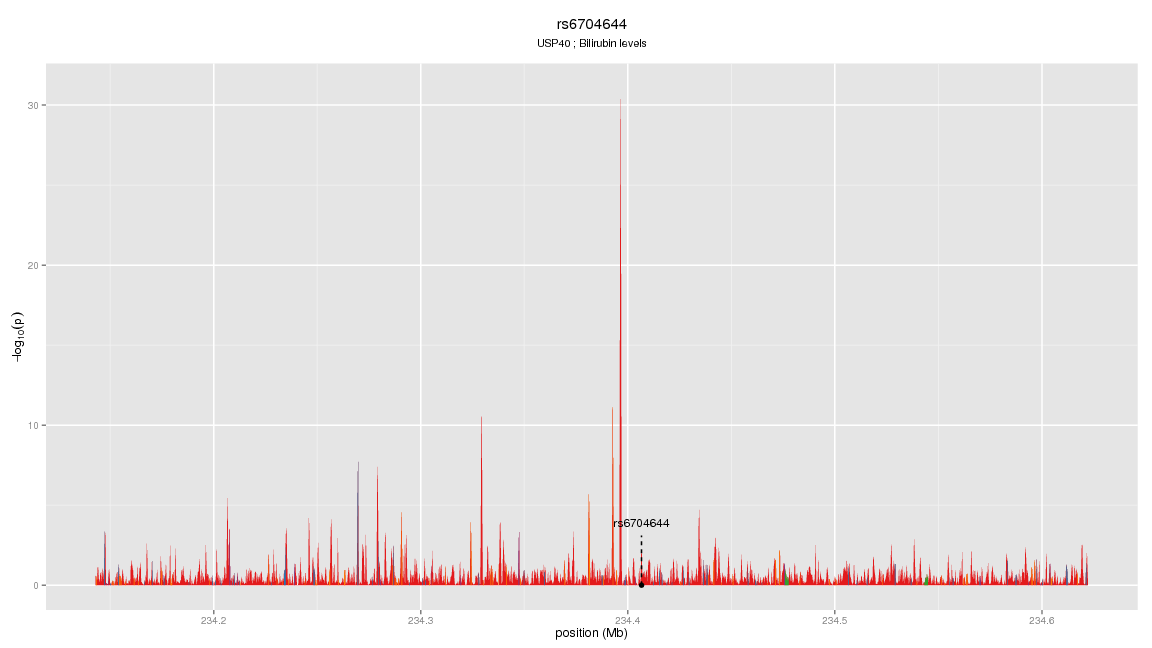 rs6704644
USP40 ; Bilirubin levels
30
20
10
0
−log10(p)
rs6704644
234.2 234.3 234.4 234.5 234.6
position (Mb)